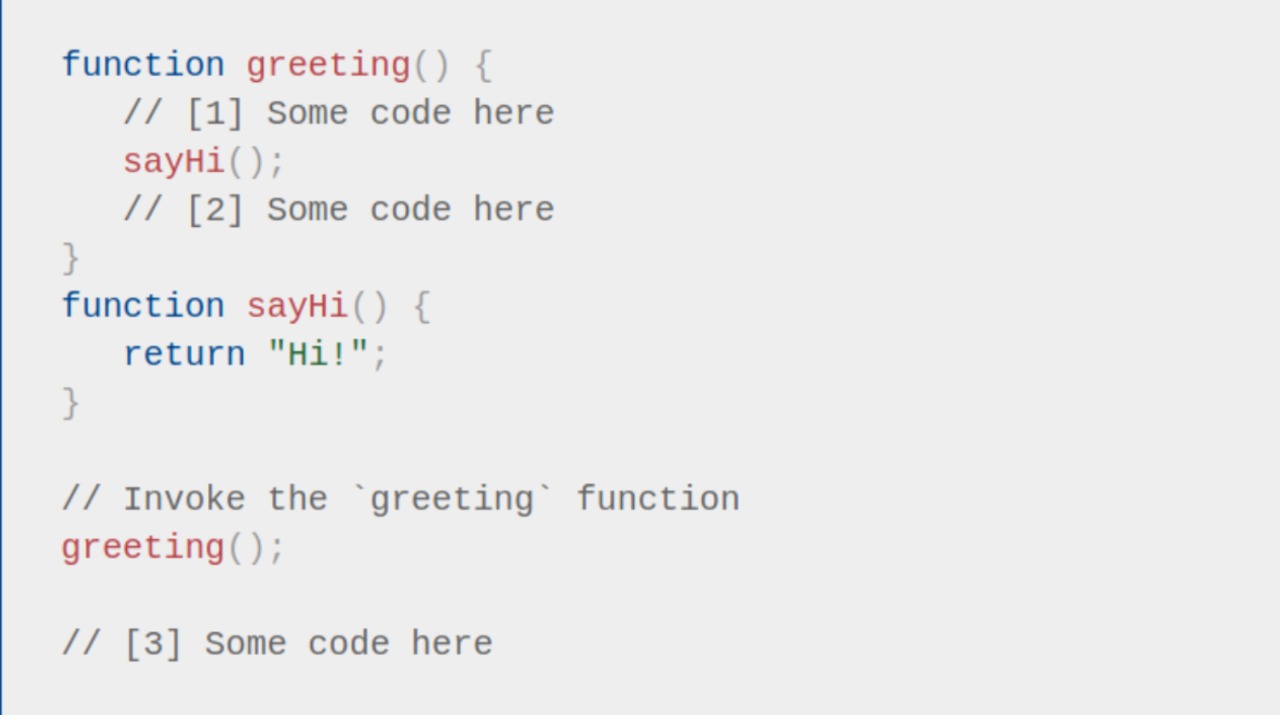 function greeting() {
   // [1] Some code here
   sayHi();
   // [2] Some code here
}
function sayHi() {
   return "Hi!";
}

// Invoke the `greeting` function
greeting();

// [3] Some code here